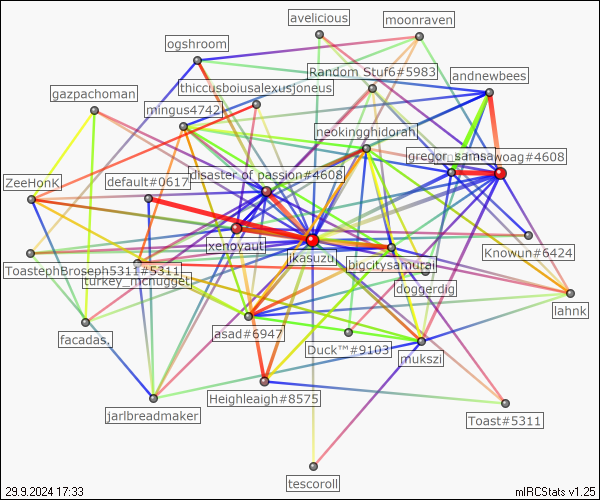 avelicious
moonraven
ogshroom
Random Stuf6#5983
andnewbees
thiccusboiusalexusjoneus
gazpachoman
mingus4742
neokingghidorah
gregor_samsa
woag#4608
disaster of passion#4608
ZeeHonK
default#0617
xenoyaut
jkasuzu
bigcitysamurai
Knowun#6424
ToastephBroseph5311#5311
turkey_mcnugget
doggerdig
lahnk
facadas.
asad#6947
Duck™#9103
mukszi
Heighleaigh#8575
jarlbreadmaker
Toast#5311
tescoroll
29.9.2024 17:33
mIRCStats v1.25